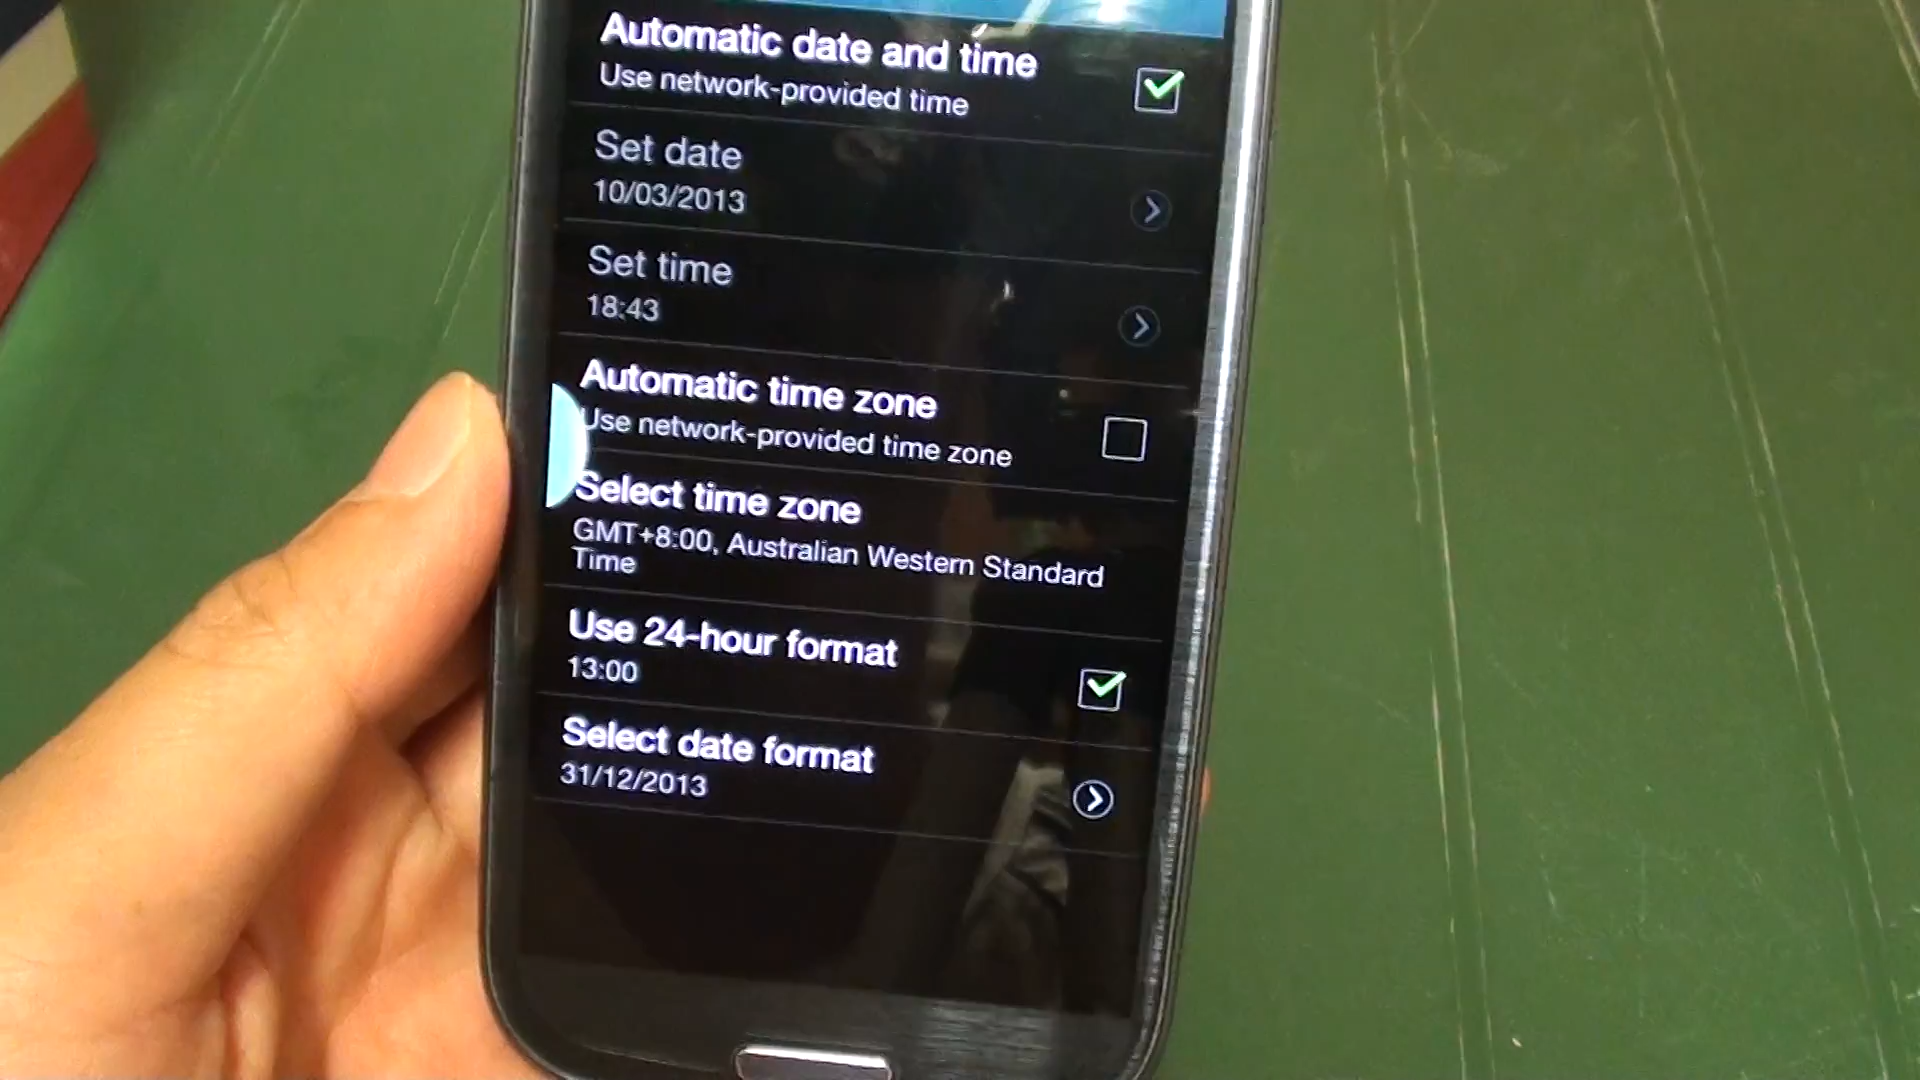 Automatic date and time
Use network-provided time
Set date
10/03/2013
Set time
18:43
Automatic time zone
Use network-provided time zone
Select time zone
GMT+8:00, Australian Western Standard
Time
Use 24-hour format
13:00
Select date format
31/12/2013